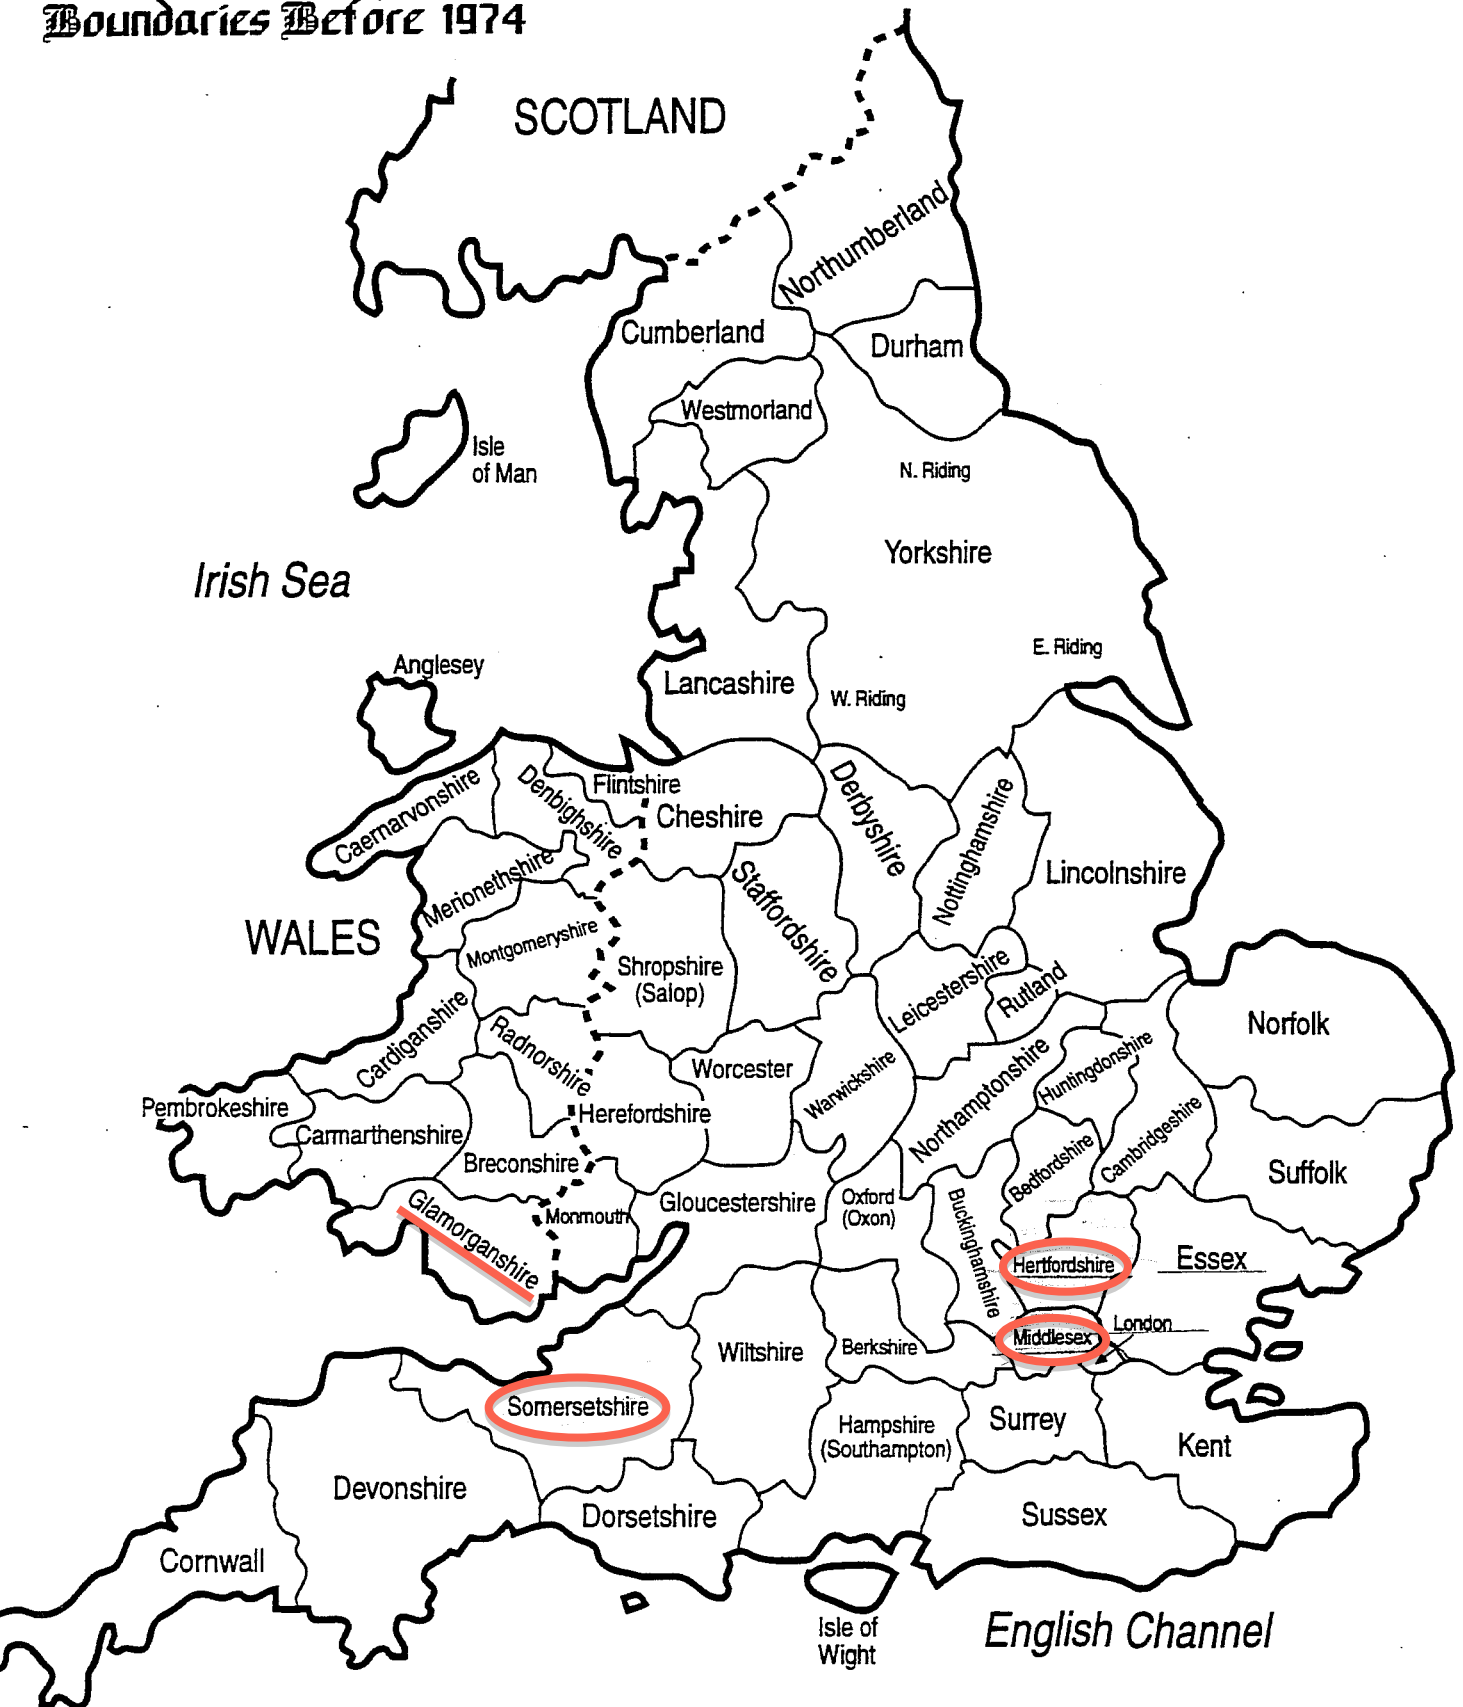 Boundaries Before 1974
SCOTLAND
Northumberland
Cumberland
Durham
Westmorland
Isle
of Man
N. Riding
Yorkshire
Irish Sea
E. Riding
Anglesey
Lancashire
W. Riding
Caernarvonshire
Denbighshire
Flintshire
Cheshire
Derbyshire
Nottinghamshire
Lincolnshire
Merionethshire
Staffordshire
WALES
Montgomeryshire
Shropshire
(Salop)
Leicestershire
Rutland
Norfolk
Cardiganshire
Radnorshire
Worcester
Warwickshire
Northamptonshire
Huntingdonshire
Pembrokeshire
Herefordshire
Carmarthenshire
Cambridgeshire
Breconshire
Bedfordshire
Suffolk
Glamorganshire
Monmouth
Gloucestershire
Oxford
(Oxon)
Buckinghamshire
Hertfordshire
Essex
Middlesex
London
Wiltshire
Berkshire
Somersetshire
Hampshire
(Southampton)
Surrey
Kent
Devonshire
Dorsetshire
Sussex
Cornwall
Isle of
Wight
English Channel